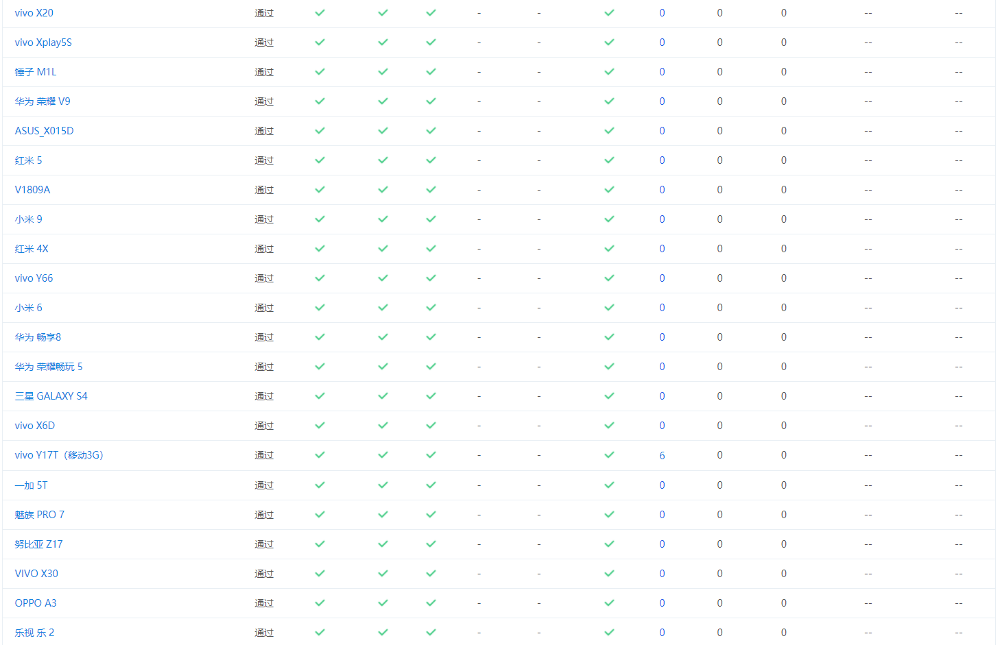 vivo X20 通过 - - 0 0 0 -- --
vivo Xplay5S 通过 - - 0 0 0 -- --
锤子 M1L 通过 - - 0 0 0 -- --
华为 荣耀 V9 通过 - - 0 0 0 -- --
ASUS_X015D 通过 - - 0 0 0 -- --
红米 5 通过 - - 0 0 0 -- --
V1809A 通过 - - 0 0 0 -- --
小米 9 通过 - - 0 0 0 -- --
红米 4X 通过 - - 0 0 0 -- --
vivo Y66 通过 - - 0 0 0 -- --
小米 6 通过 - - 0 0 0 -- --
华为 畅享8 通过 - - 0 0 0 -- --
华为 荣耀畅玩 5 通过 - - 0 0 0 -- --
三星 GALAXY S4 通过 - - 0 0 0 -- --
vivo X6D 通过 - - 0 0 0 -- --
vivo Y17T（移动3G） 通过 - - 6 0 0 -- --
一加 5T 通过 - - 0 0 0 -- --
魅族 PRO 7 通过 - - 0 0 0 -- --
努比亚 Z17 通过 - - 0 0 0 -- --
VIVO X30 通过 - - 0 0 0 -- --
OPPO A3 通过 - - 0 0 0 -- --
乐视 乐 2 通过 - - 0 0 0 -- --